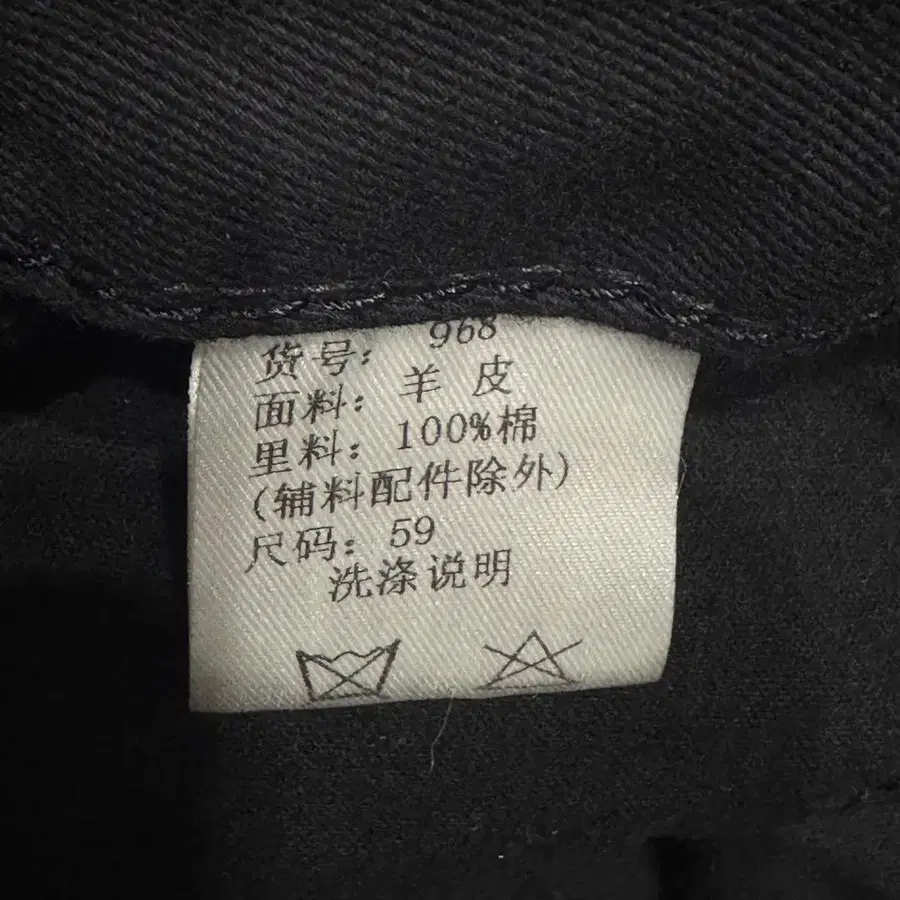 货号： 968
面料： 羊 皮
里料： 100%棉
(辅料配件除外)
尺码： 59
洗涤说明